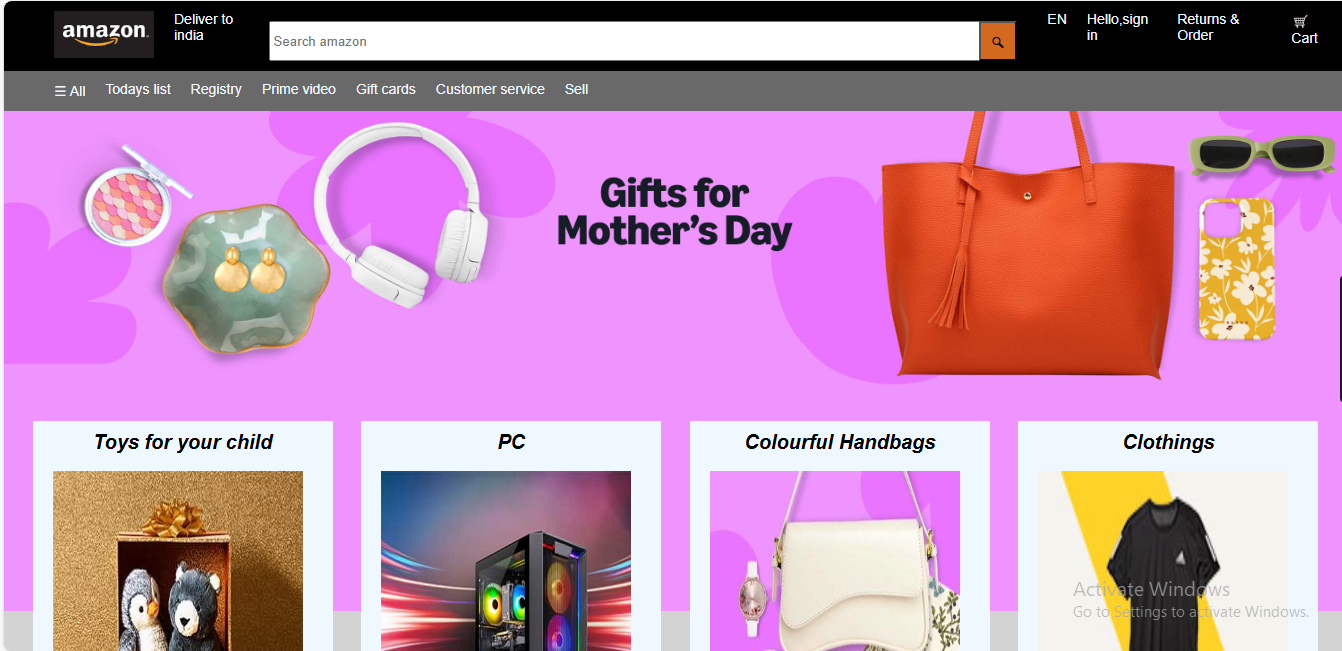 amazon
Deliver to
india
Search amazon
EN
Hello,sign
in
Returns &
Order
Cart
☰ All
Todays list
Registry
Prime video
Gift cards
Customer service
Sell
Gifts for
Mother's Day
Toys for your child
PC
Colourful Handbags
Clothings
Activate Windows
Go to Settings to activate Windows.